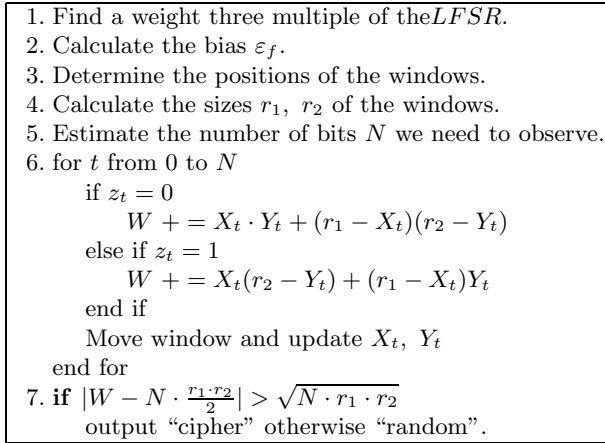 1. Find a weight three multiple of theLFSR.
2. Calculate the bias ε_f.
3. Determine the positions of the windows.
4. Calculate the sizes r_1, r_2 of the windows.
5. Estimate the number of bits N we need to observe.
6. for t from 0 to N
if z_t = 0
W += X_t · Y_t + (r_1 − X_t)(r_2 − Y_t)
else if z_t = 1
W += X_t(r_2 − Y_t) + (r_1 − X_t)Y_t
end if
Move window and update X_t, Y_t
end for
7. if |W − N · \frac{r_1·r_2}{2}| > \sqrt{N · r_1 · r_2}
output “cipher” otherwise “random”.